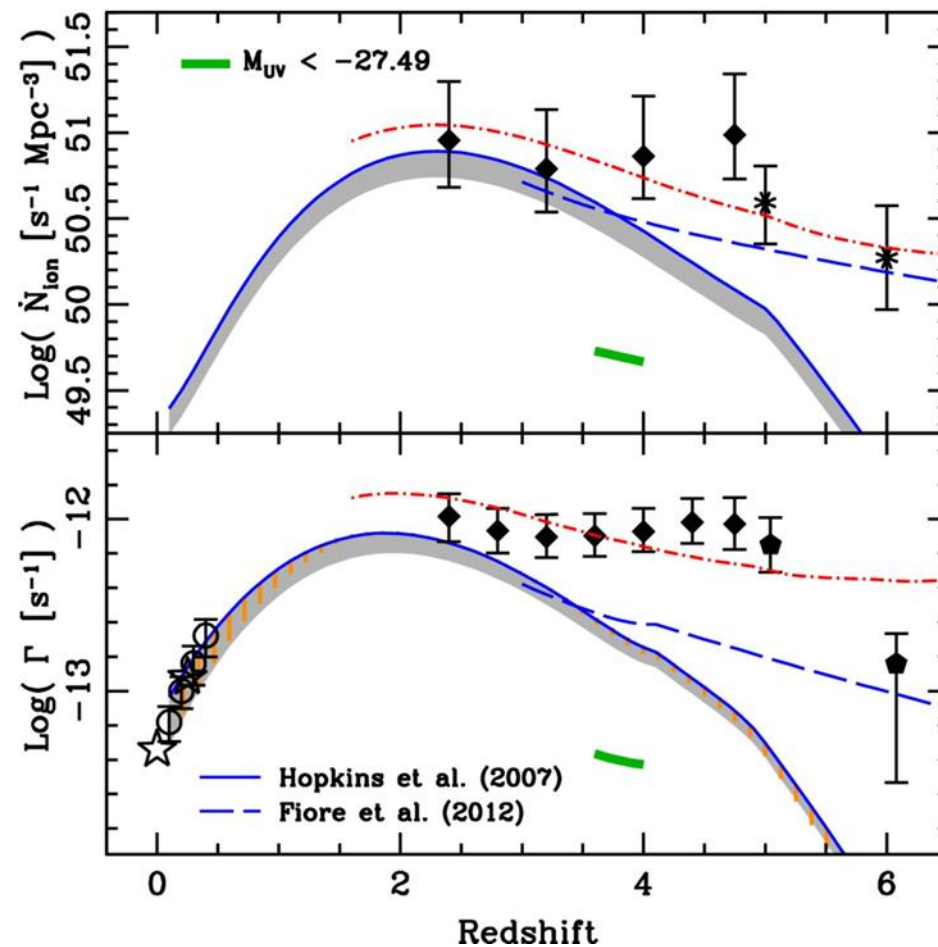 M_UV < -27.49
Log( Ṅ_ion [s⁻¹ Mpc⁻³] )
51.5
51
50.5
50
49.5
Log( Γ [s⁻¹] )
-12
-13
Hopkins et al. (2007)
Fiore et al. (2012)
0 2 4 6
Redshift